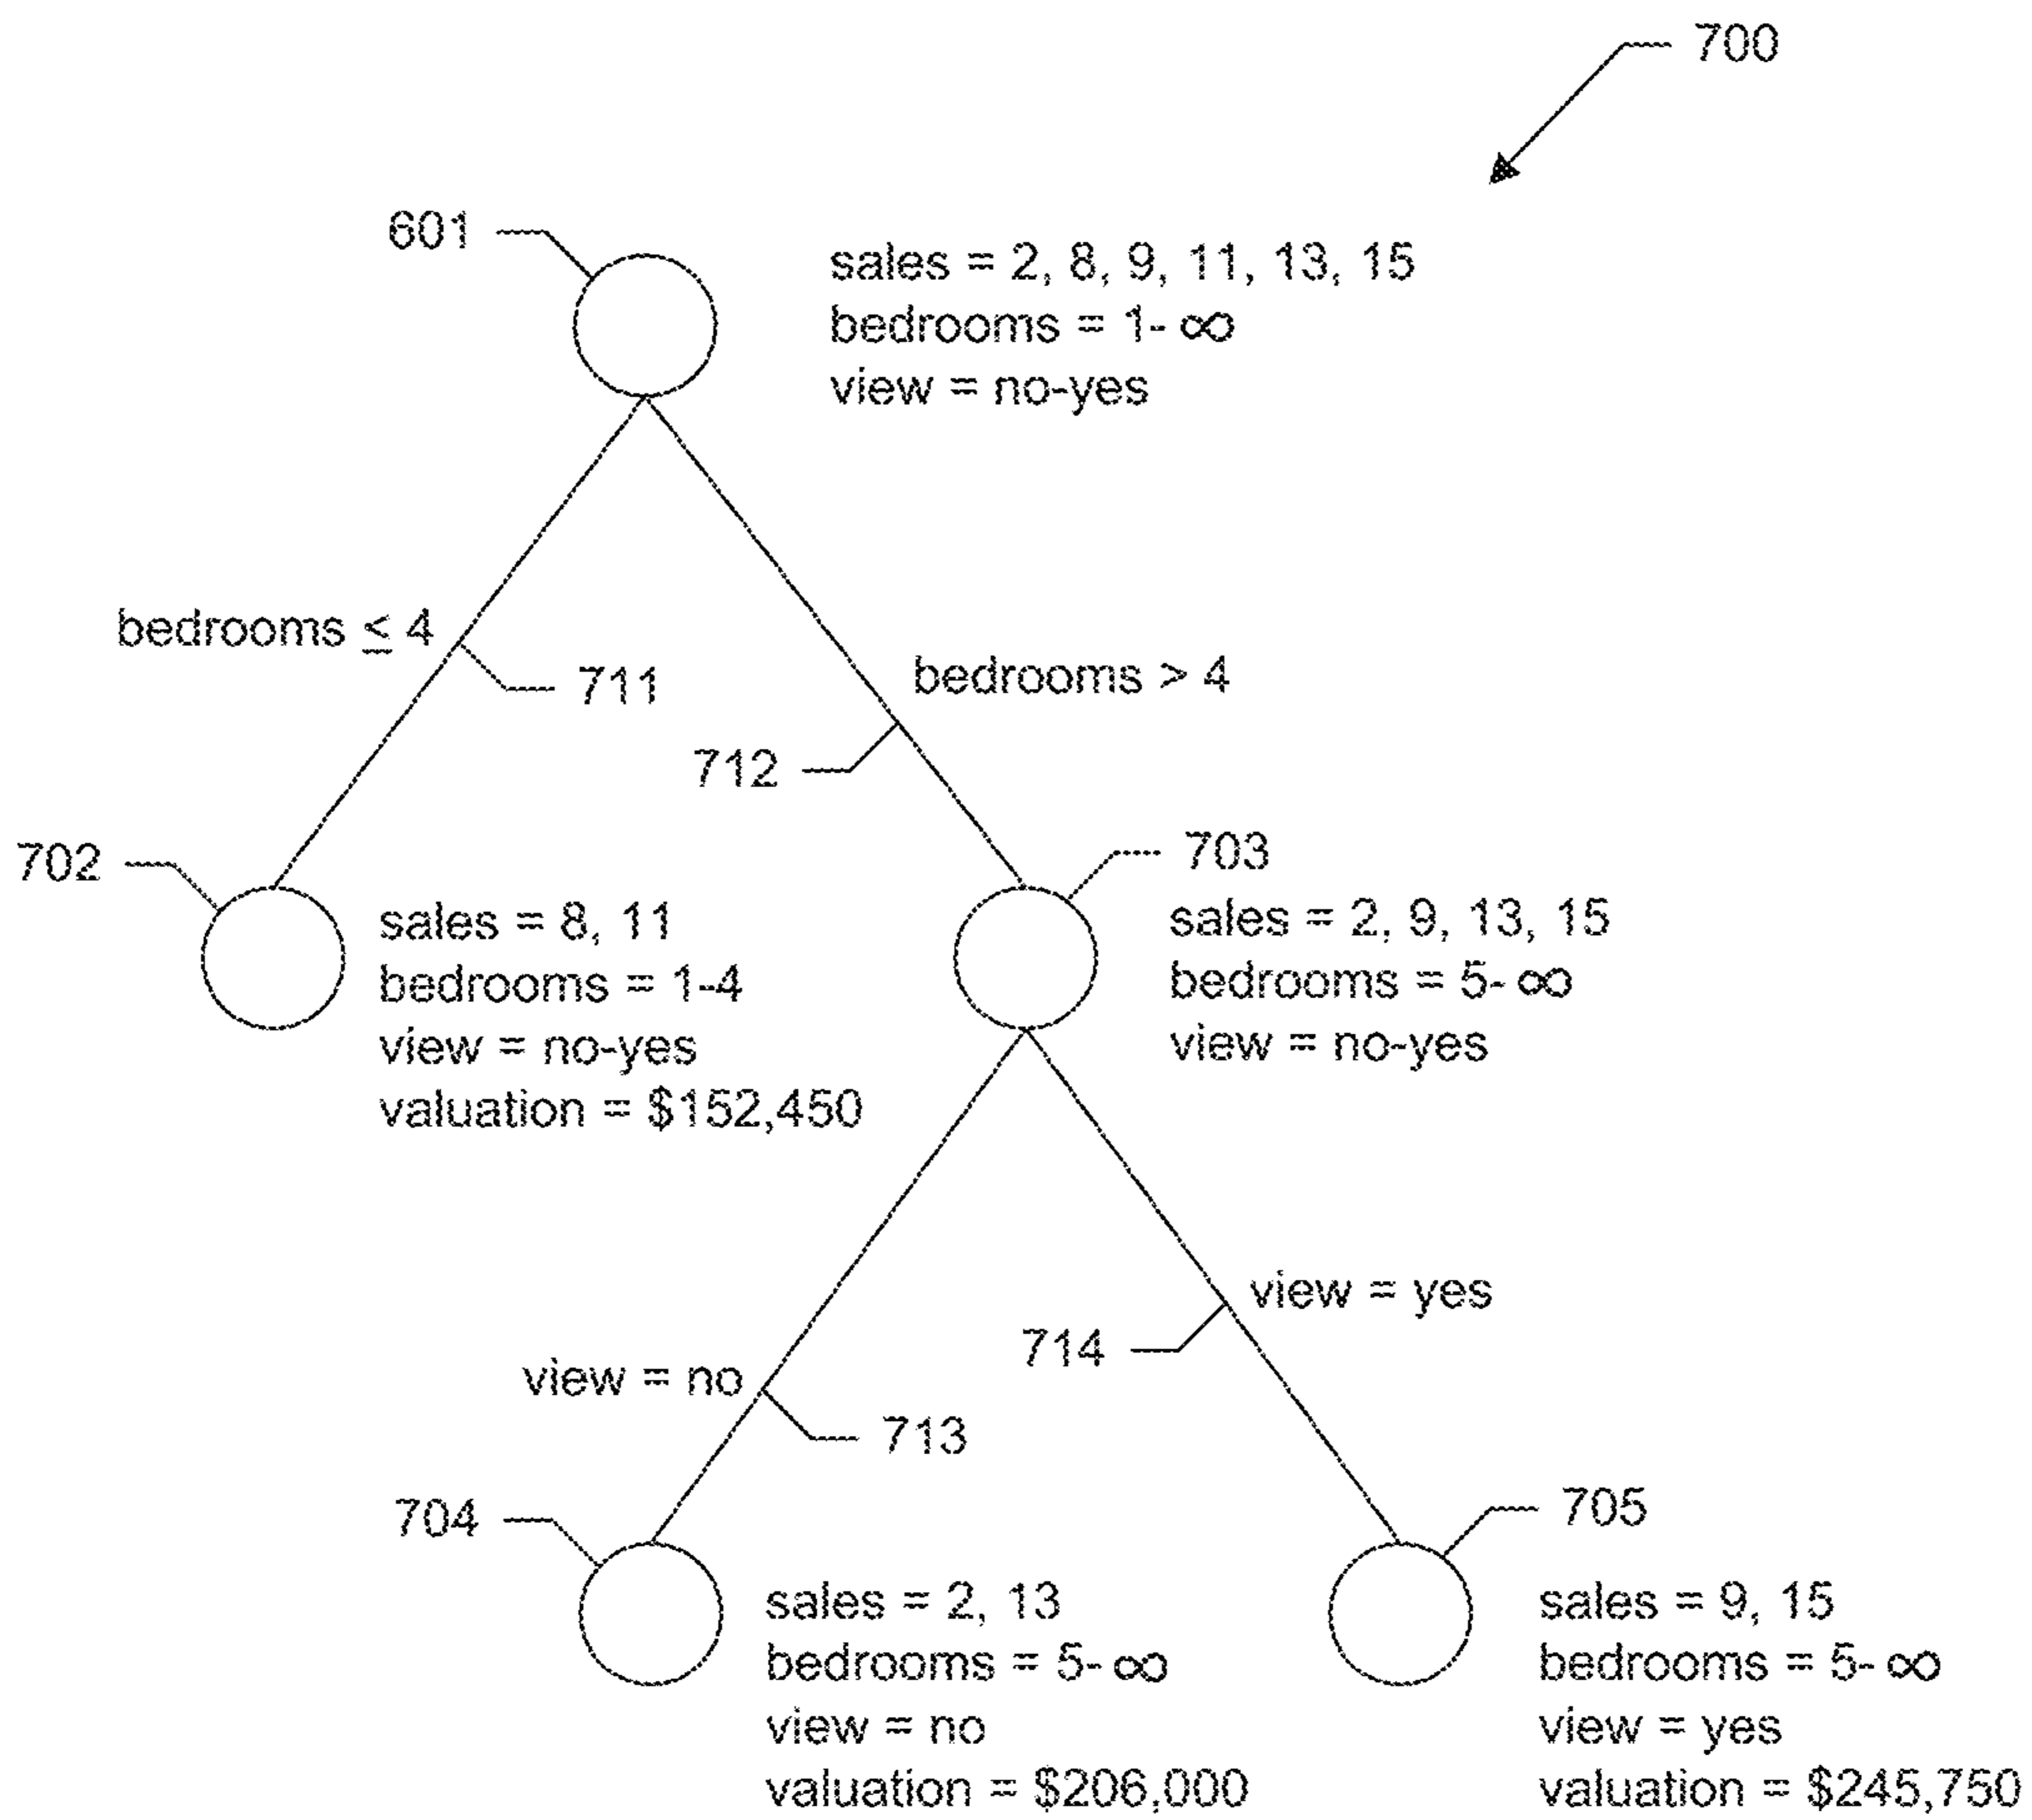 700
601
sales = 2, 8, 9, 11, 13, 15
bedrooms = 1-∞
view = no-yes
bedrooms ≤ 4
711
bedrooms > 4
712
702
703
sales = 8, 11
bedrooms = 1-4
view = no-yes
valuation = $152,450
sales = 2, 9, 13, 15
bedrooms = 5-∞
view = no-yes
view = yes
714
view = no
713
704
705
sales = 2, 13
bedrooms = 5-∞
view = no
valuation = $206,000
sales = 9, 15
bedrooms = 5-∞
view = yes
valuation = $245,750